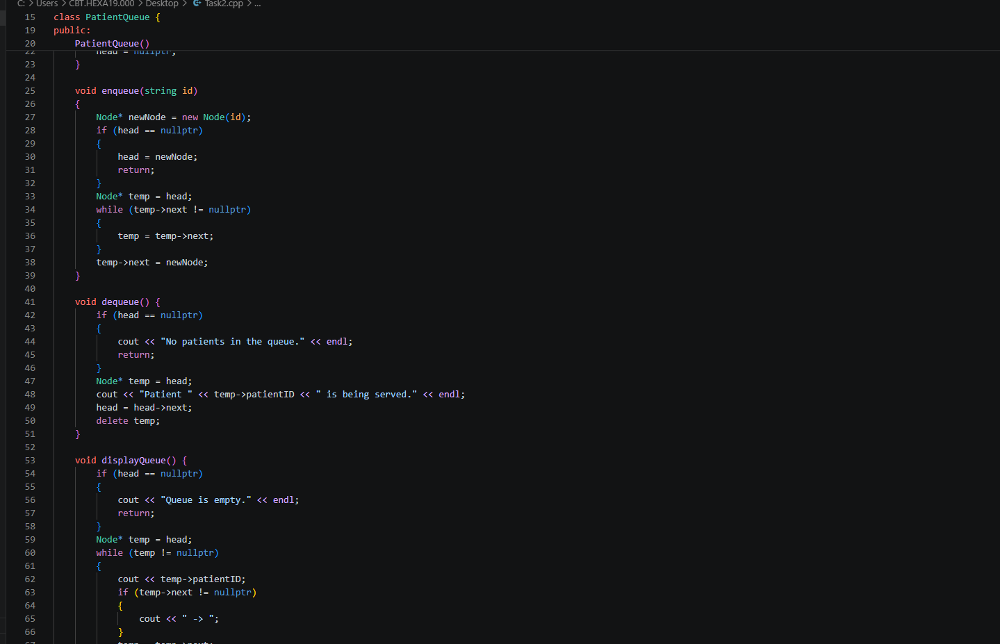 C: > Users > CBT.HEXA19.000 > Desktop > Task2.cpp > ...
15 class PatientQueue {
19 public:
20     PatientQueue()
22         head = nullptr;
23     }
24
25     void enqueue(string id)
26     {
27         Node* newNode = new Node(id);
28         if (head == nullptr)
29         {
30             head = newNode;
31             return;
32         }
33         Node* temp = head;
34         while (temp->next != nullptr)
35         {
36             temp = temp->next;
37         }
38         temp->next = newNode;
39     }
40
41     void dequeue() {
42         if (head == nullptr)
43         {
44             cout << "No patients in the queue." << endl;
45             return;
46         }
47         Node* temp = head;
48         cout << "Patient " << temp->patientID << " is being served." << endl;
49         head = head->next;
50         delete temp;
51     }
52
53     void displayQueue() {
54         if (head == nullptr)
55         {
56             cout << "Queue is empty." << endl;
57             return;
58         }
59         Node* temp = head;
60         while (temp != nullptr)
61         {
62             cout << temp->patientID;
63             if (temp->next != nullptr)
64             {
65                 cout << " -> ";
66             }
67             temp = temp->next;